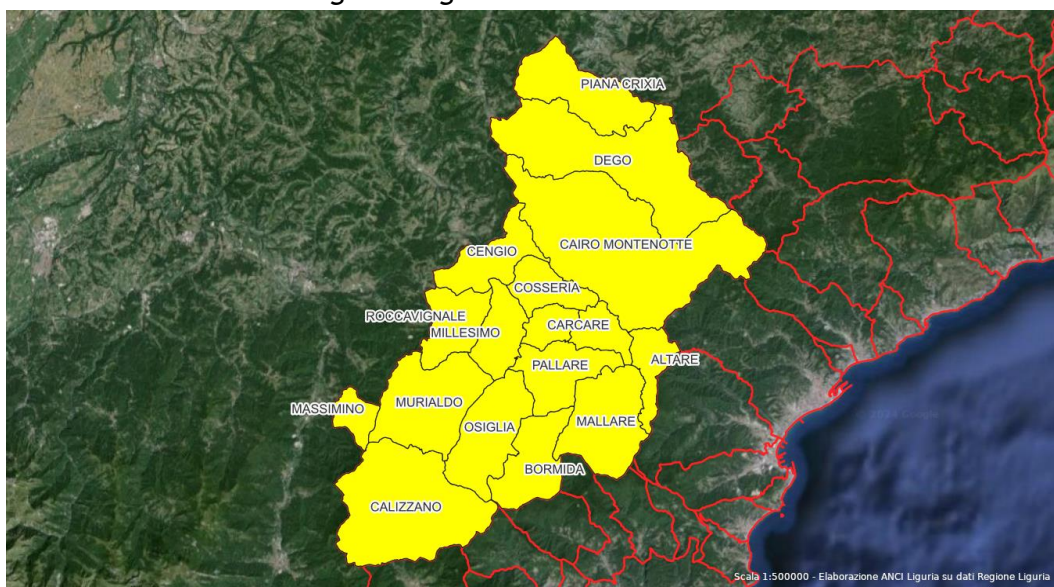 PIANA CRIXIA
DEGO
CAIRO MONTENOTTE
CENGIO
COSSERIA
ROCCAVIGNALE
CARCARE
MILLESIMO
ALTARE
PALLARE
MURIALDO
MASSIMINO
MALLARE
OSIGLIA
BORMIDA
CALIZZANO
Scala 1:500000 - Elaborazione ANCI Liguria su dati Regione Liguria